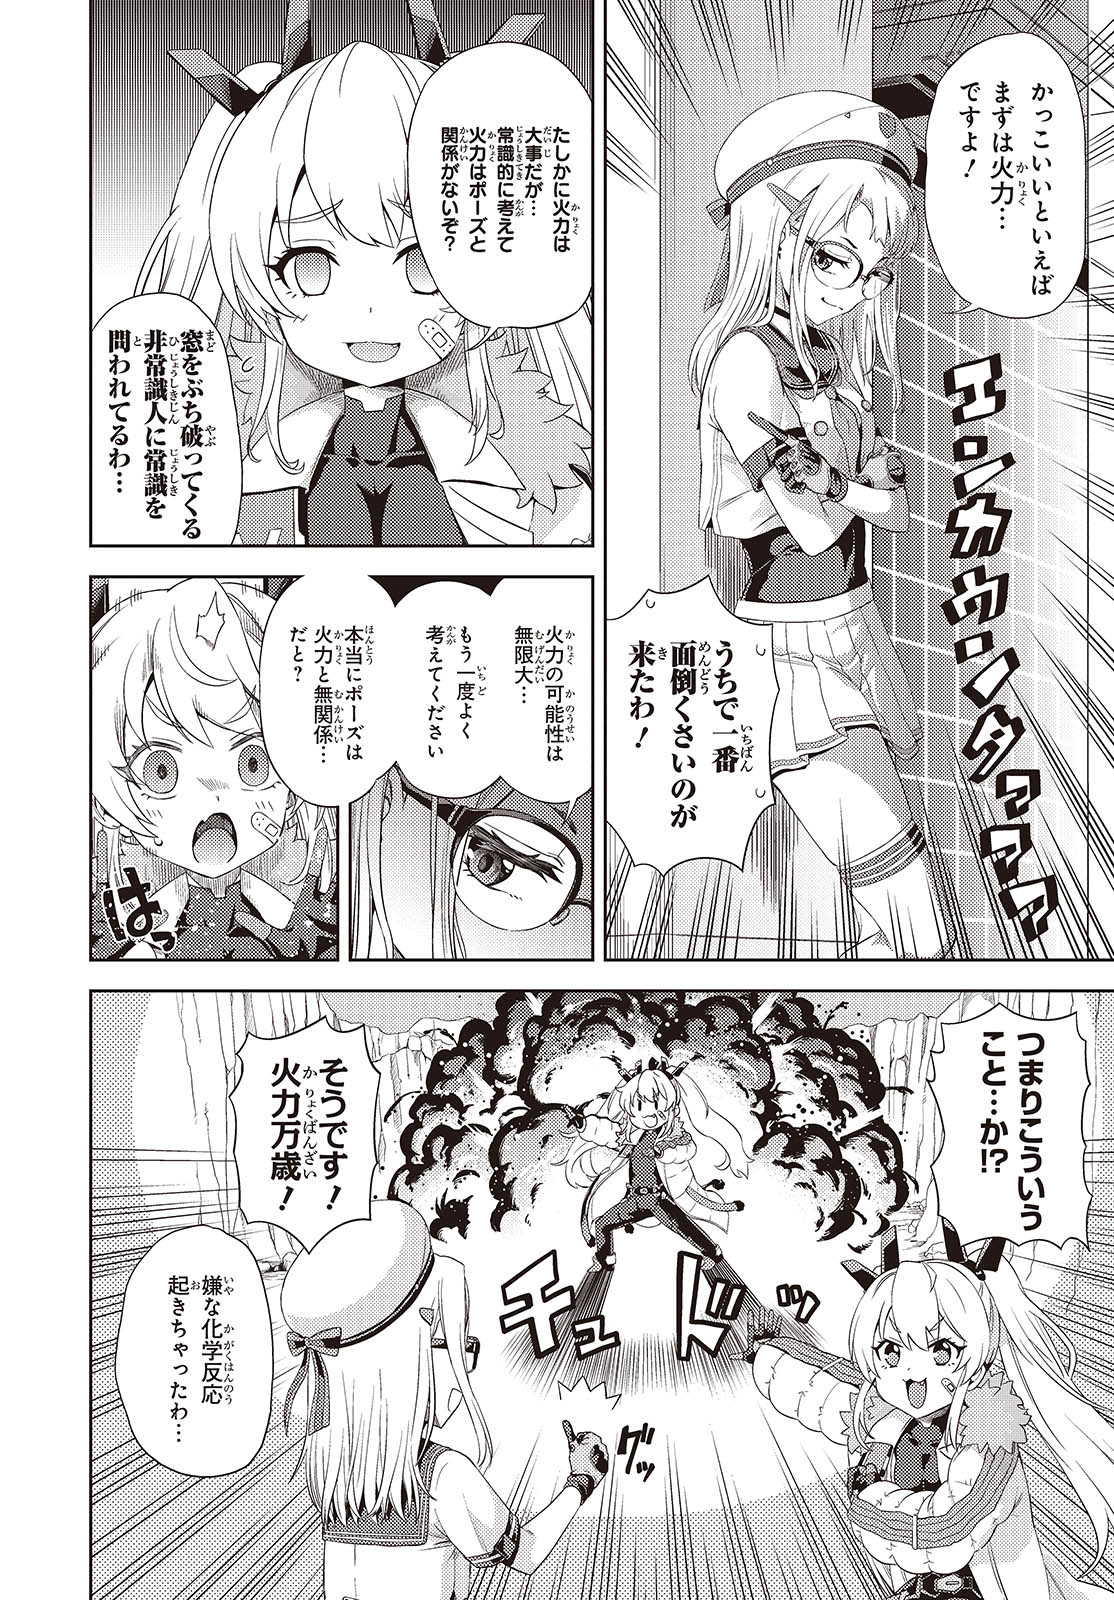 かっこいいといえば
まずは火力…
ですよ！
エンカウンタァァァァ
うちで一番
面倒くさいのが
来たわ！
たしかに火力は
大事だが…
常識的に考えて
火力はポーズと
関係がないぞ？
窓をぶち破ってくる
非常識人に常識を
問われてるわ…
火力の可能性は
無限大…
もう一度よく
考えてください
本当にポーズは
火力と無関係…
だと？
はっ
つまりこういう
こと…か!?
チュドッ
グッ
そうです！
火力万歳！
嫌な化学反応
起きちゃったわ…